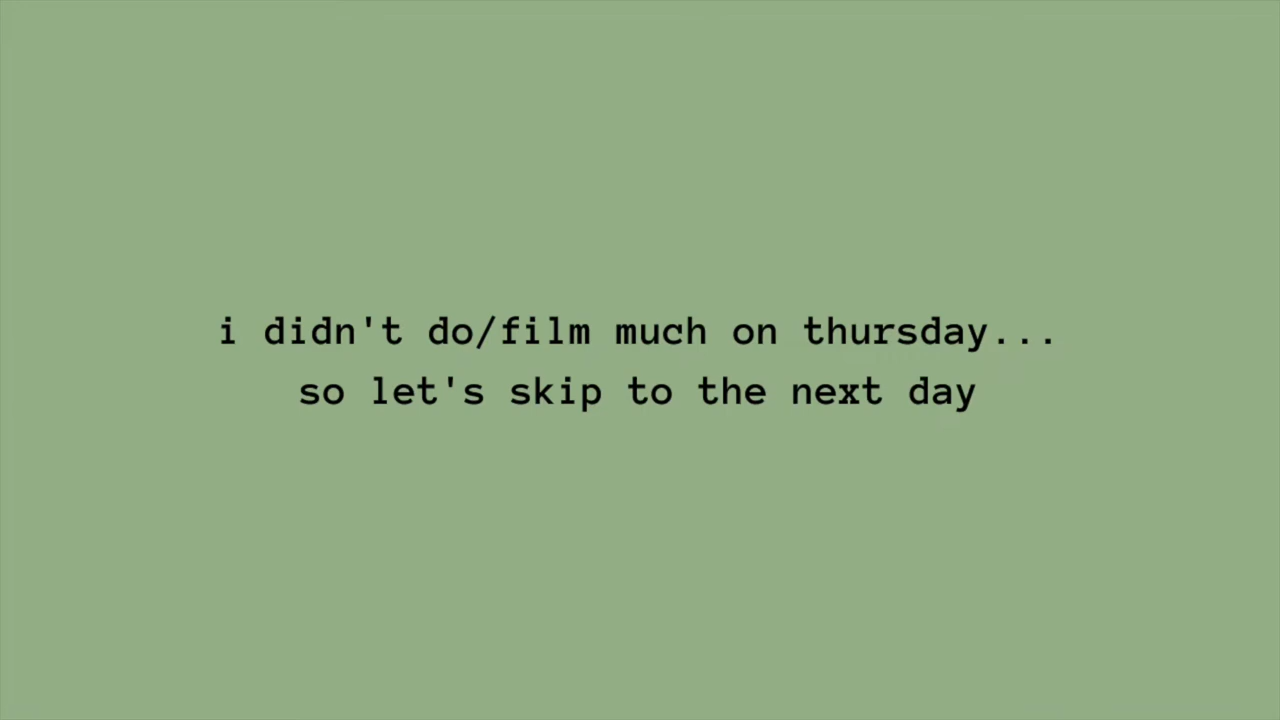 i didn't do/film much on thursday...
so let's skip to the next day